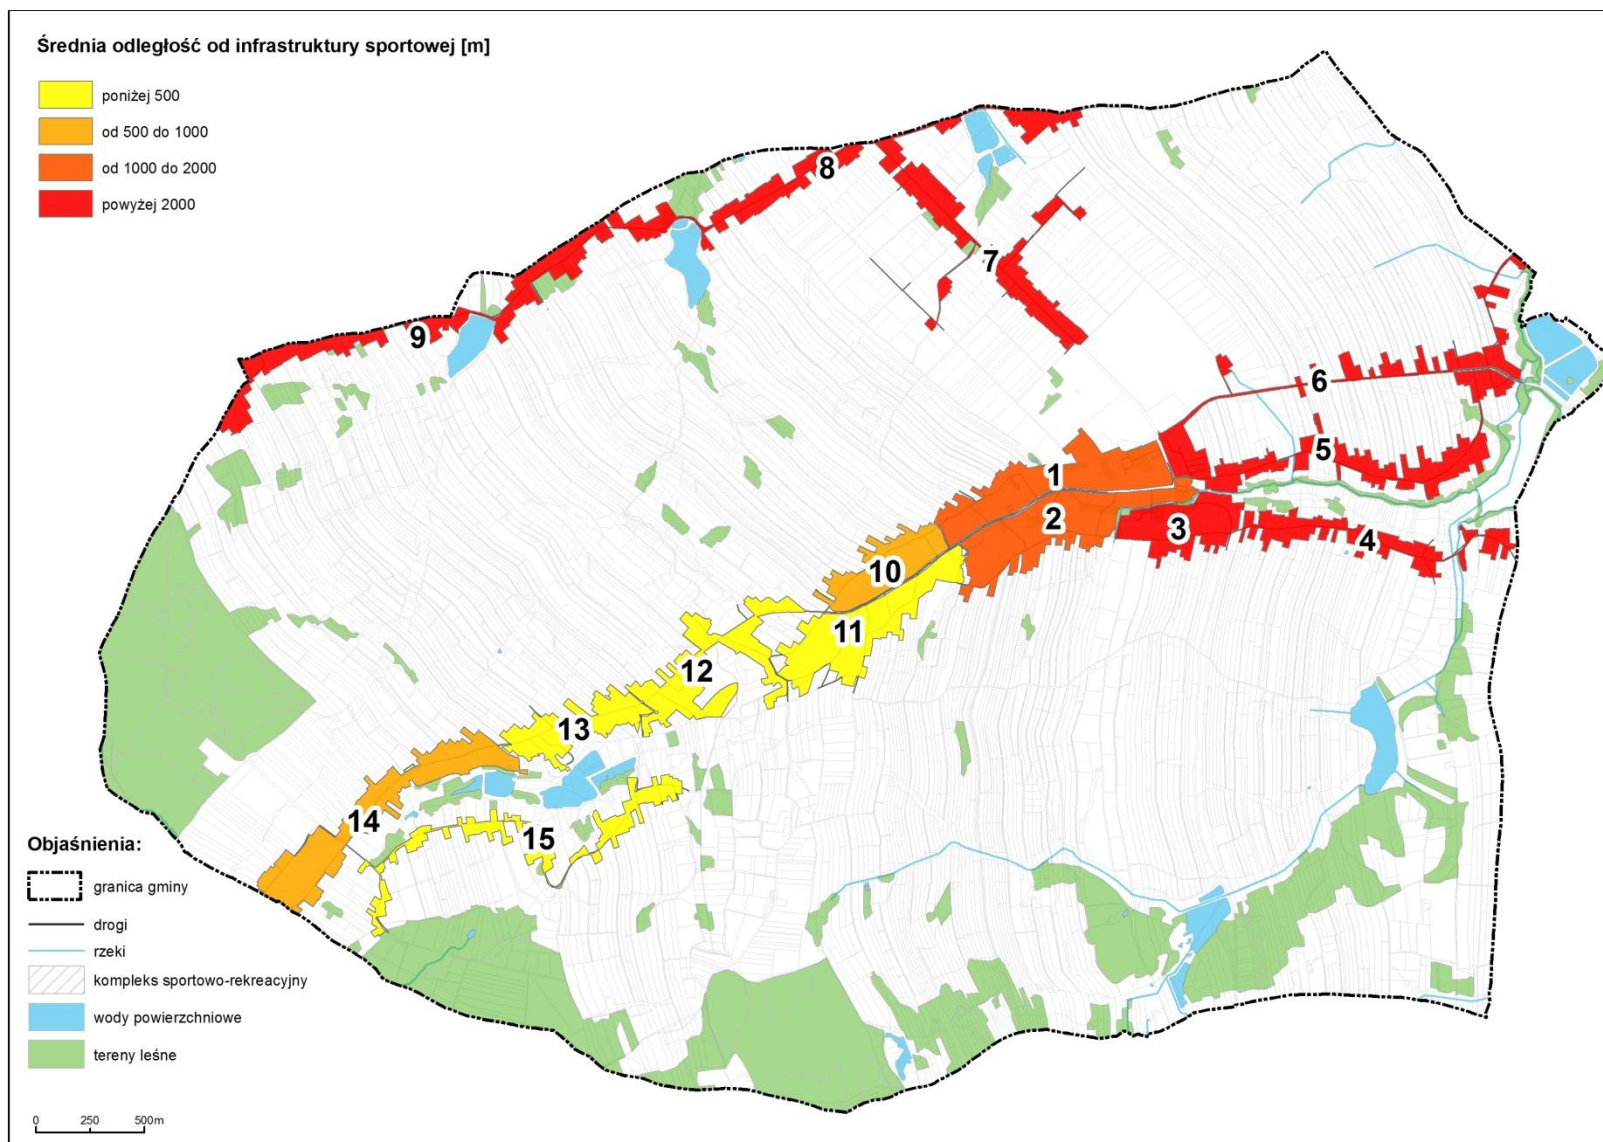 Średnia odległość od infrastruktury sportowej [m]
poniżej 500
od 500 do 1000
od 1000 do 2000
powyżej 2000
8
7
9
6
5
1
2
3
4
10
11
12
13
14
15
Objaśnienia:
granica gminy
drogi
rzeki
kompleks sportowo-rekreacyjny
wody powierzchniowe
tereny leśne
0 250 500m